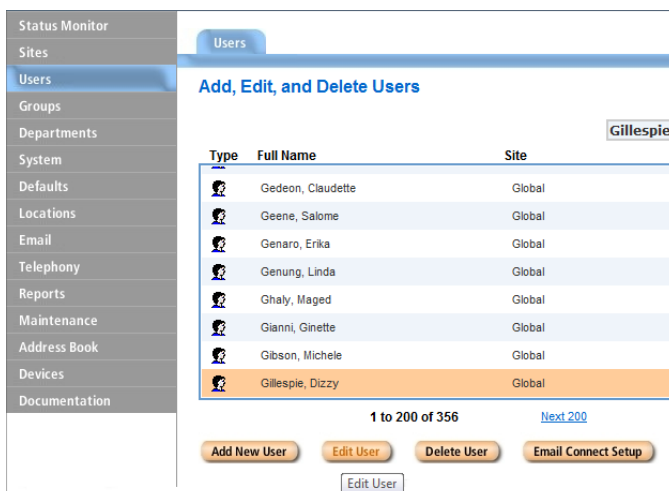 Status Monitor
Sites
Users
Groups
Departments
System
Defaults
Locations
Email
Telephony
Reports
Maintenance
Address Book
Devices
Documentation
Users
Add, Edit, and Delete Users
Gillespie
Type Full Name Site
Gedeon, Claudette Global
Geene, Salome Global
Genaro, Erika Global
Genung, Linda Global
Ghaly, Maged Global
Gianni, Ginette Global
Gibson, Michele Global
Gillespie, Dizzy Global
1 to 200 of 356 Next 200
Add New User Edit User Delete User Email Connect Setup
Edit User